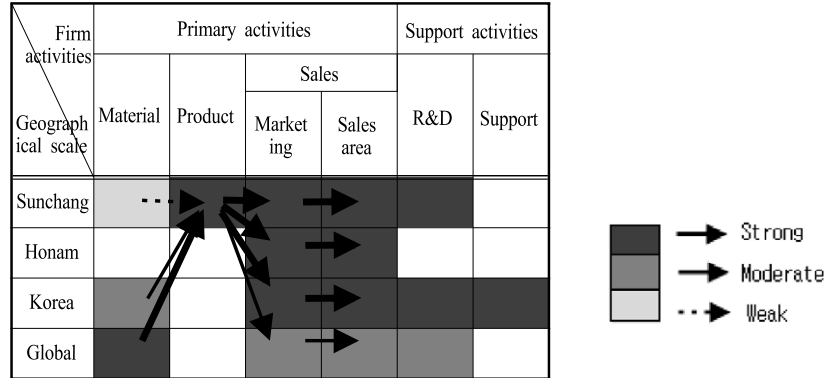 Firm
activities
Geograph
ical scale
Primary activities
Support activities
Material
Product
Sales
Market
ing
Sales
area
R&D
Support
Sunchang
Honam
Korea
Global
Strong
Moderate
Weak